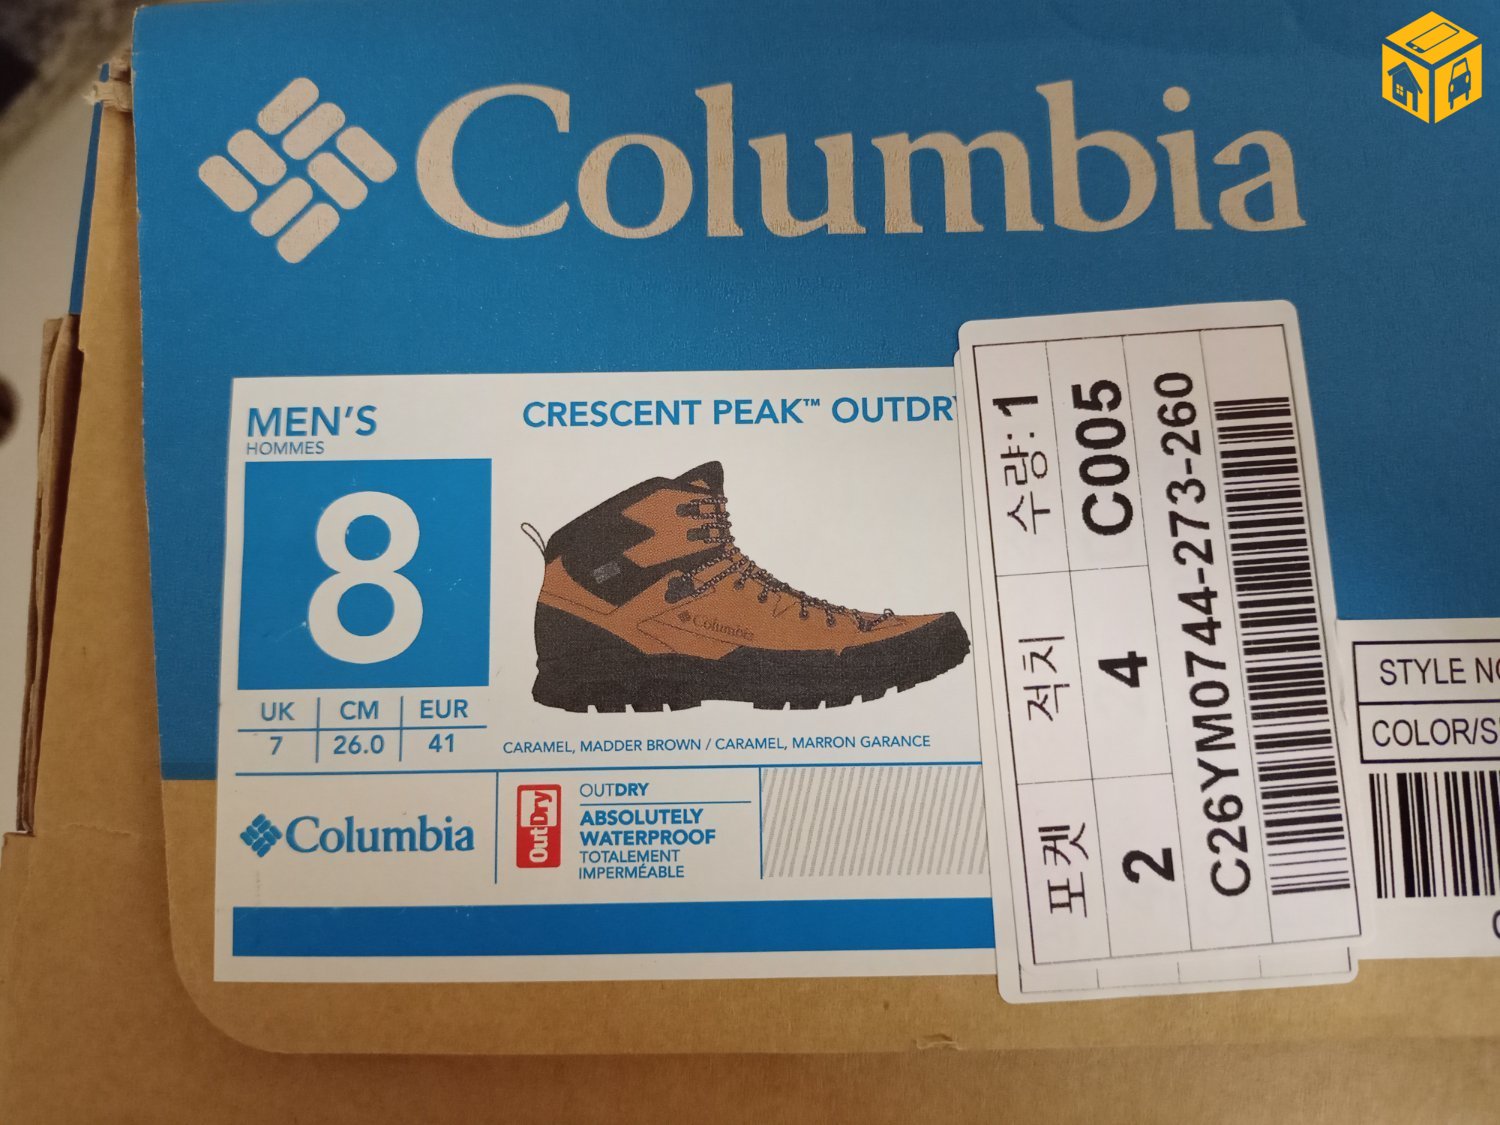 Columbia
MEN'S
HOMMES
8
UK CM EUR
7 26.0 41
CRESCENT PEAK™ OUTDRY
Columbia
CARAMEL, MADDER BROWN / CARAMEL, MARRON GARANCE
Columbia
OutDry
OUTDRY
ABSOLUTELY
WATERPROOF
TOTALEMENT
IMPERMÉABLE
포켓 적치 수량:1
2 4 C005
C26YM0744-273-260
STYLE NO
COLOR/S